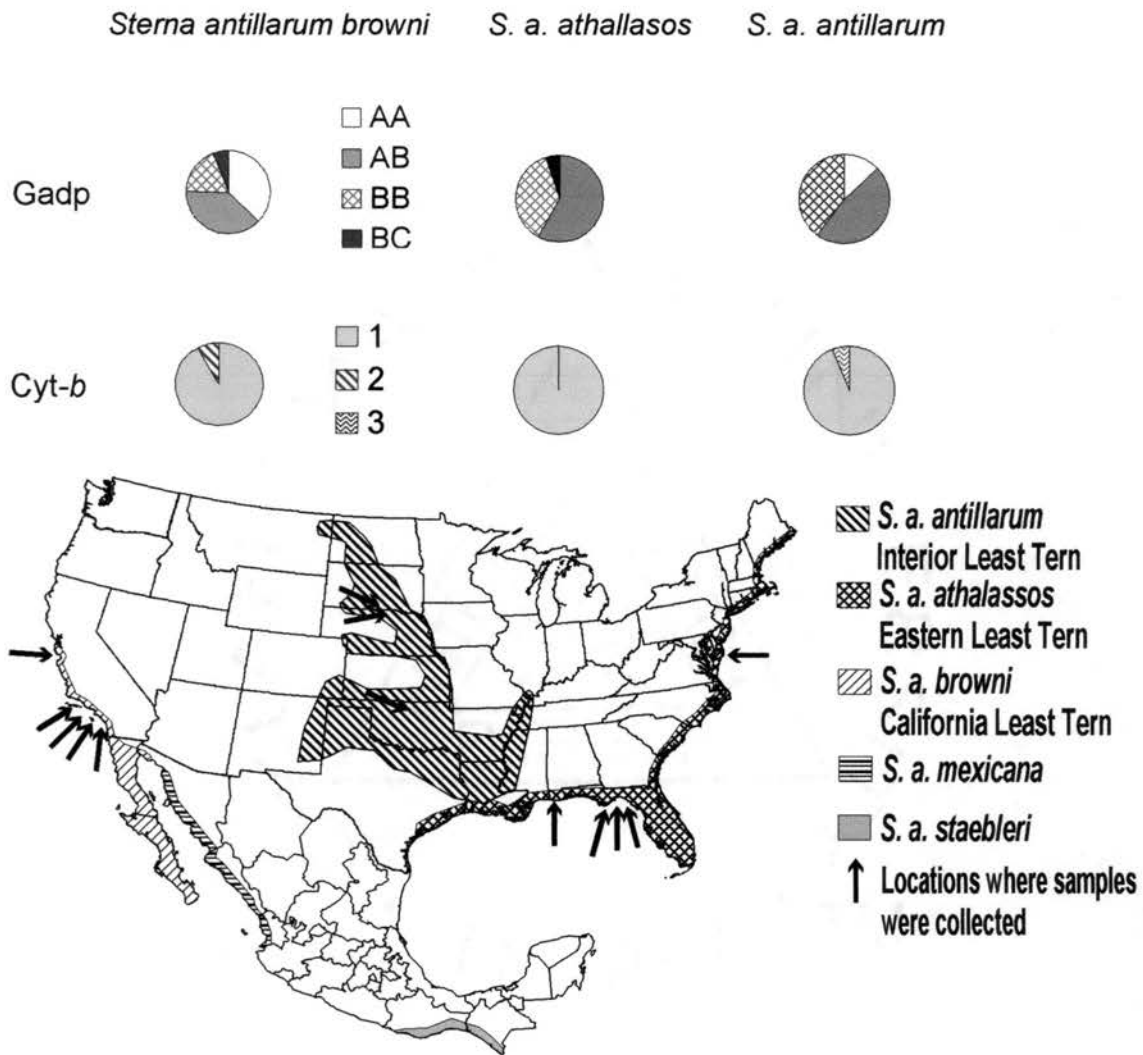 Sterna antillarum browni S. a. athallasos S. a. antillarum
Gadp
AA
AB
BB
BC
Cyt-b
1
2
3
S. a. antillarum
Interior Least Tern
S. a. athalassos
Eastern Least Tern
S. a. browni
California Least Tern
S. a. mexicana
S. a. staebleri
Locations where samples
were collected